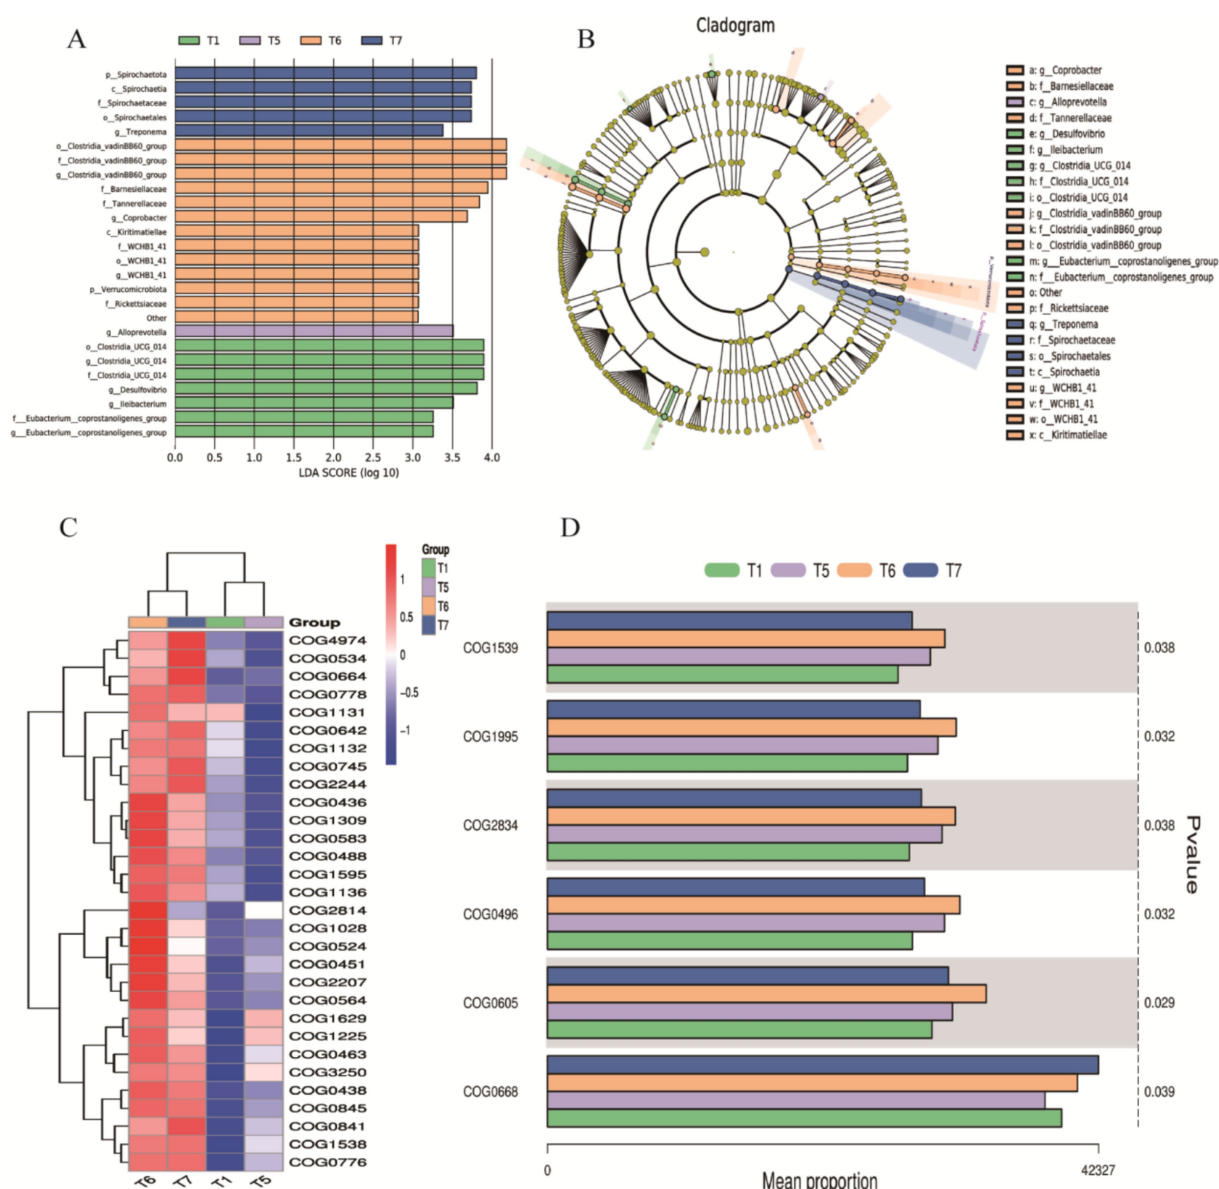 A
T1 T5 T6 T7
p__Spirochaetota
c__Spirochaetia
f__Spirochaetaceae
o__Spirochaetales
g__Treponema
o__Clostridia_vadinBB60_group
f__Clostridia_vadinBB60_group
g__Clostridia_vadinBB60_group
f__Barnesiellaceae
f__Tannerellaceae
g__Coprobacter
c__Kiritimatiellae
f__WCHB1_41
o__WCHB1_41
g__WCHB1_41
p__Verrucomicrobiota
f__Rickettsiaceae
Other
g__Alloprevotella
o__Clostridia_UCG_014
g__Clostridia_UCG_014
f__Clostridia_UCG_014
g__Desulfovibrio
g__Ileibacterium
f___Eubacterium__coprostanoligenes_group
g___Eubacterium__coprostanoligenes_group
0.0 0.5 1.0 1.5 2.0 2.5 3.0 3.5 4.0
LDA SCORE (log 10)
B
Cladogram
a: g__Coprobacter
b: f__Barnesiellaceae
c: g__Alloprevotella
d: f__Tannerellaceae
e: g__Desulfovibrio
f: g__Ileibacterium
g: g__Clostridia_UCG_014
h: f__Clostridia_UCG_014
i: o__Clostridia_UCG_014
j: g__Clostridia_vadinBB60_group
k: f__Clostridia_vadinBB60_group
l: o__Clostridia_vadinBB60_group
m: g___Eubacterium__coprostanoligenes_group
n: f___Eubacterium__coprostanoligenes_group
o: Other
p: f__Rickettsiaceae
q: g__Treponema
r: f__Spirochaetaceae
s: o__Spirochaetales
t: c__Spirochaetia
u: g__WCHB1_41
v: f__WCHB1_41
w: o__WCHB1_41
x: c__Kiritimatiellae
C
1
0.5
0
−0.5
−1
Group
T1
T5
T6
T7
Group
COG4974
COG0534
COG0664
COG0778
COG1131
COG0642
COG1132
COG0745
COG2244
COG0436
COG1309
COG0583
COG0488
COG1595
COG1136
COG2814
COG1028
COG0524
COG0451
COG2207
COG0564
COG1629
COG1225
COG0463
COG3250
COG0438
COG0845
COG0841
COG1538
COG0776
T6 T7 T1 T5
D
T1 T5 T6 T7
COG1539 0.038
COG1995 0.032
COG2834 0.038
COG0496 0.032
COG0605 0.029
COG0668 0.039
Pvalue
0 42327
Mean proportion